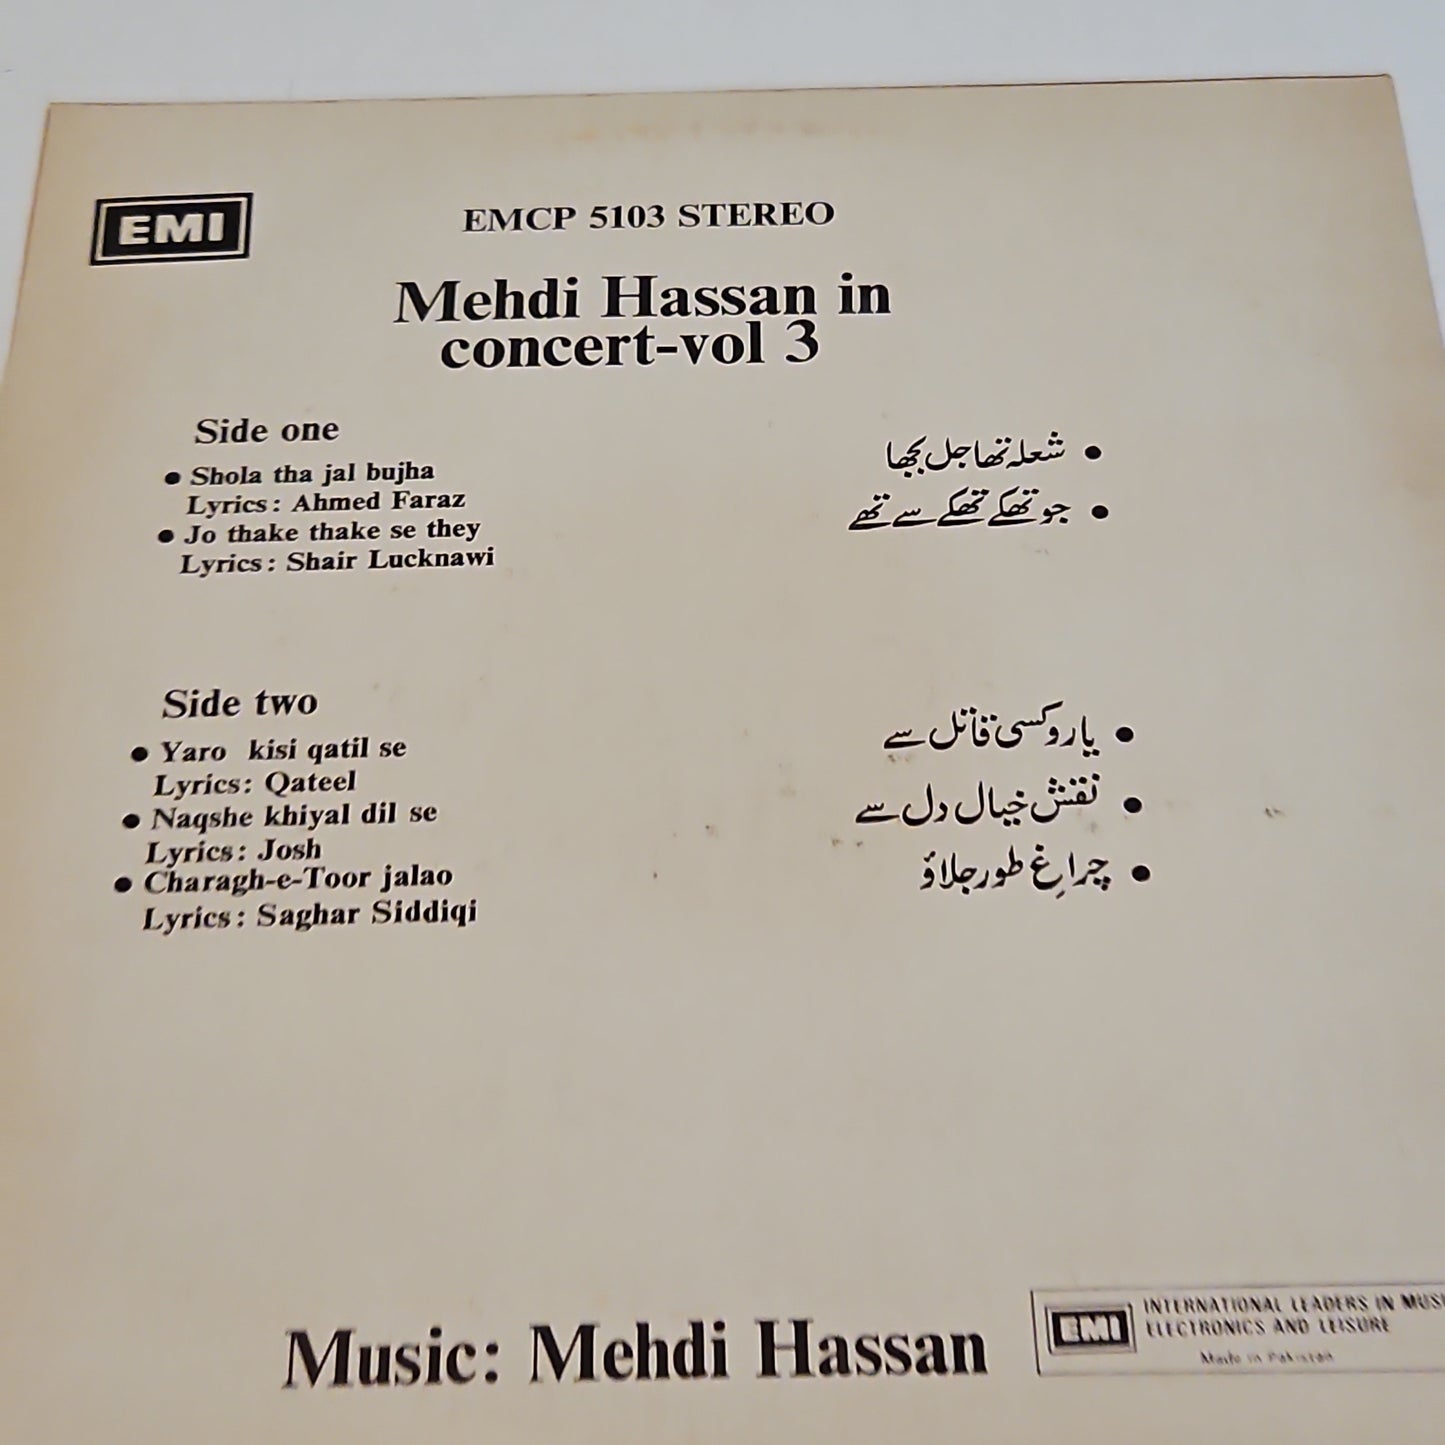 EMI
EMCP 5103 STEREO
Mehdi Hassan in
concert-vol 3
Side one
● Shola tha jal bujha
Lyrics: Ahmed Faraz
● Jo thake thake se they
Lyrics: Shair Lucknawi
● شعلہ تھا جل بجھا
● جو تھکے تھکے سے تھے
Side two
● Yaro kisi qatil se
Lyrics: Qateel
● Naqshe khiyal dil se
Lyrics: Josh
● Charagh-e-Toor jalao
Lyrics: Saghar Siddiqi
● یارو کسی قاتل سے
● نقش خیال دل سے
● چراغِ طور جلاؤ
Music: Mehdi Hassan
EMI
INTERNATIONAL LEADERS IN MUSI
ELECTRONICS AND LEISURE
Made in Pakistan